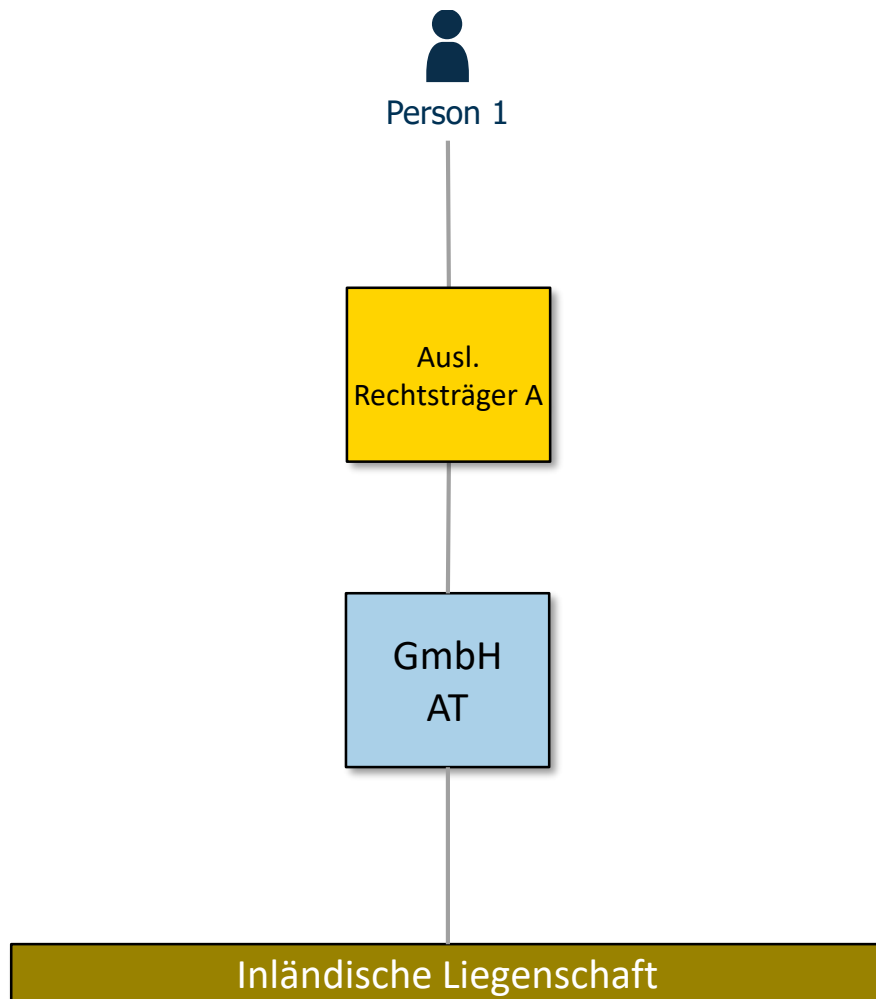 Person 1
Ausl.
Rechtsträger A
GmbH
AT
Inländische Liegenschaft